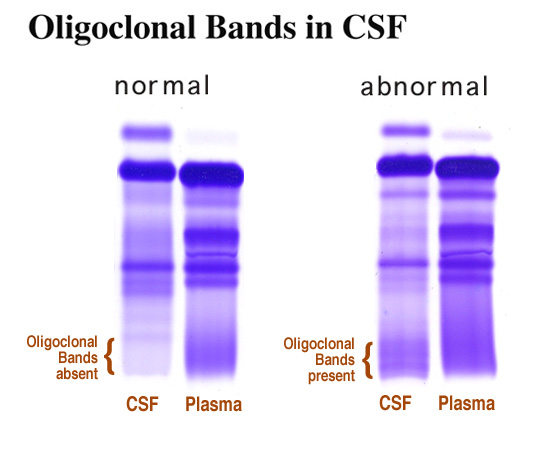 Oligoclonal Bands in CSF
normal
abnormal
Oligoclonal
Bands
absent
{
Oligoclonal
Bands
present
{
CSF
Plasma
CSF
Plasma